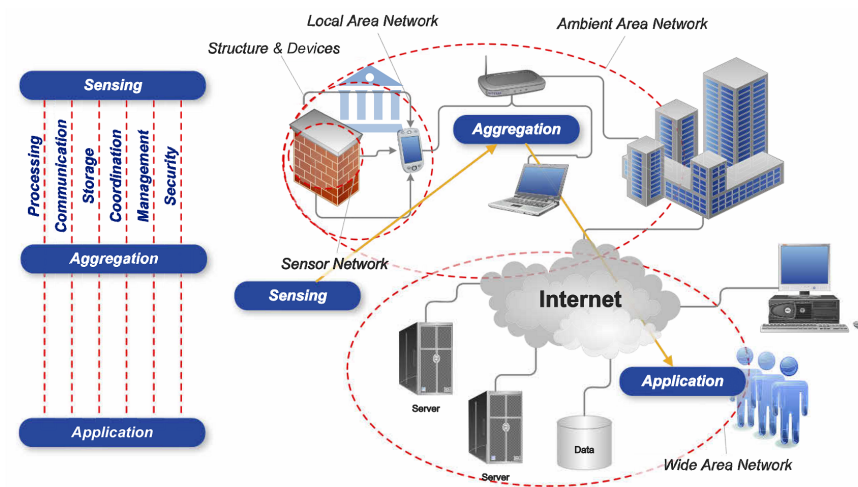 Sensing
Processing
Communication
Storage
Coordination
Management
Security
Aggregation
Application
Local Area Network
Structure & Devices
Ambient Area Network
Aggregation
Sensor Network
Sensing
Internet
Application
Server
Server
Data
Wide Area Network